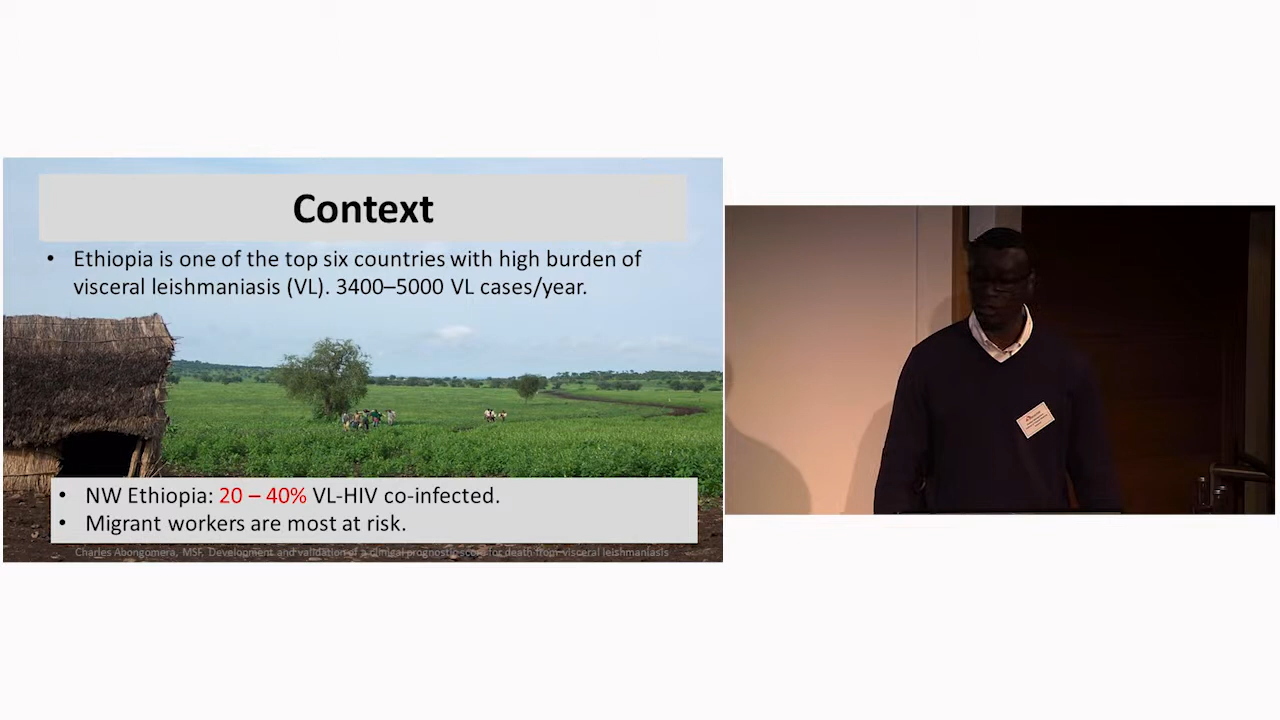 Context
• Ethiopia is one of the top six countries with high burden of
visceral leishmaniasis (VL). 3400–5000 VL cases/year.
• NW Ethiopia: 20 – 40% VL-HIV co-infected.
• Migrant workers are most at risk.
Charles Abongomera, MSF. Development and validation of a clinical prognostic score for death from visceral leishmaniasis